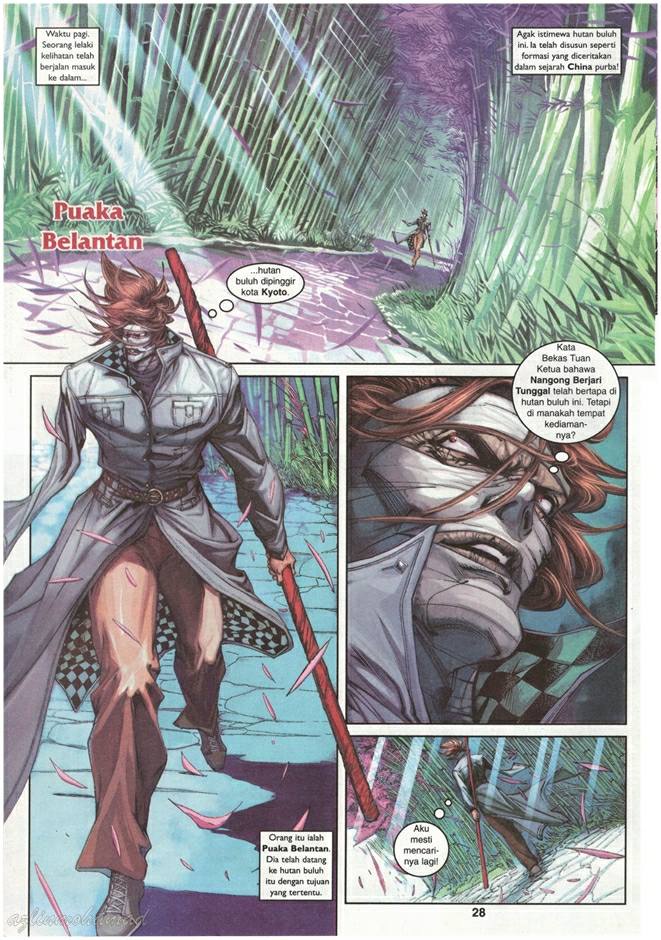 Waktu pagi.
Seorang lelaki
kelihatan telah
berjalan masuk
ke dalam...
Agak istimewa hutan buluh
ini. Ia telah disusun seperti
formasi yang diceritakan
dalam sejarah China purba!
Puaka
Belantan
...hutan
buluh dipinggir
kota Kyoto.
Kata
Bekas Tuan
Ketua bahawa
Nangong Berjari
Tunggal telah bertapa di
hutan buluh ini. Tetapi
di manakah tempat
kediaman-
nya?
Orang itu ialah
Puaka Belantan.
Dia telah datang
ke hutan buluh
itu dengan tujuan
yang tertentu.
Aku
mesti
mencari-
nya lagi!
28